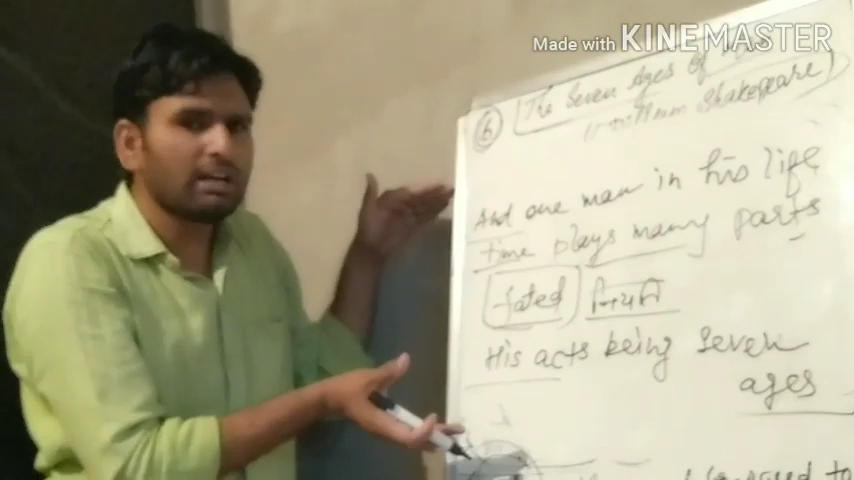 Made with KINEMASTER
6 (The Seven Ages Of
William Shakespeare)
And one man in his life
time plays many parts
fated नियति
His acts being seven
ages